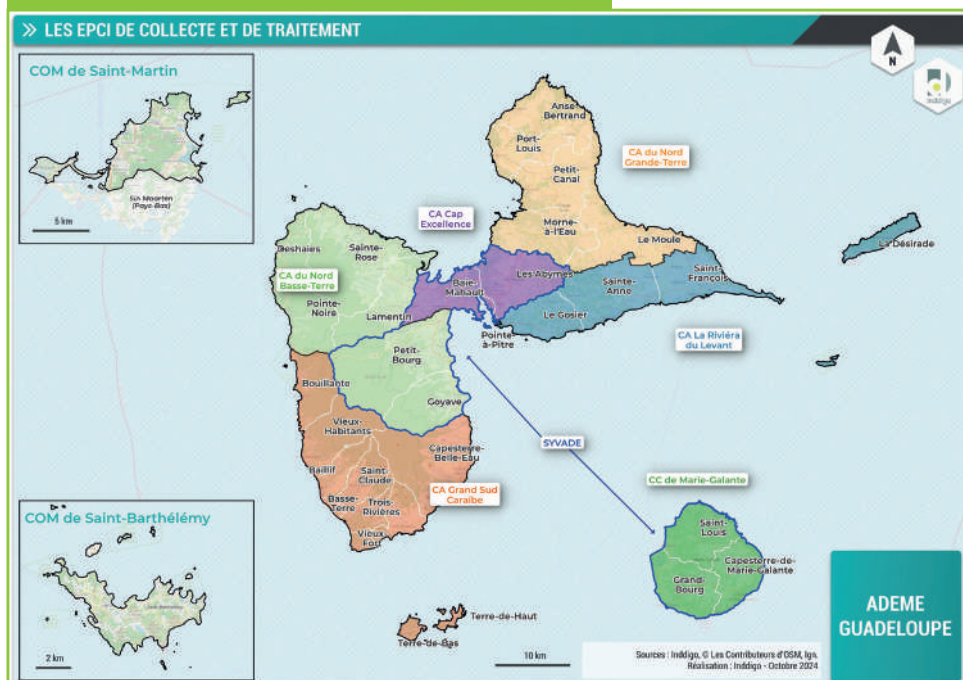 » LES EPCI DE COLLECTE ET DE TRAITEMENT
N
Inddigo
COM de Saint-Martin
Sin Maarten
(Pays-Bas)
5 km
Anse-
Bertrand
Port-
Louis
Petit-
Canal
CA du Nord
Grande-Terre
Morne-
à-l'Eau
Le Moule
CA Cap
Excellence
Deshaies
Sainte-
Rose
CA du Nord
Basse-Terre
Pointe-
Noire
Lamentin
Baie-
Mahault
Les Abymes
Sainte-
Anne
Saint-
François
La Désirade
Le Gosier
Pointe-
à-Pitre
CA La Riviéra
du Levant
Petit-
Bourg
Bouillante
Goyave
Vieux-
Habitants
SYVADE
Capesterre-
Belle-Eau
Baillif
Saint-
Claude
Basse-
Terre
Trois-
Rivières
CA Grand Sud
Caraïbe
Vieux-
Fort
CC de Marie-Galante
Saint-
Louis
Capesterre-de-
Marie-Galante
Grand-
Bourg
COM de Saint-Barthélémy
2 km
Terre-de-Haut
Terre-de-Bas
10 km
Sources : Inddigo, © Les Contributeurs d'OSM, Ign.
Réalisation : Inddigo - Octobre 2024
ADEME
GUADELOUPE